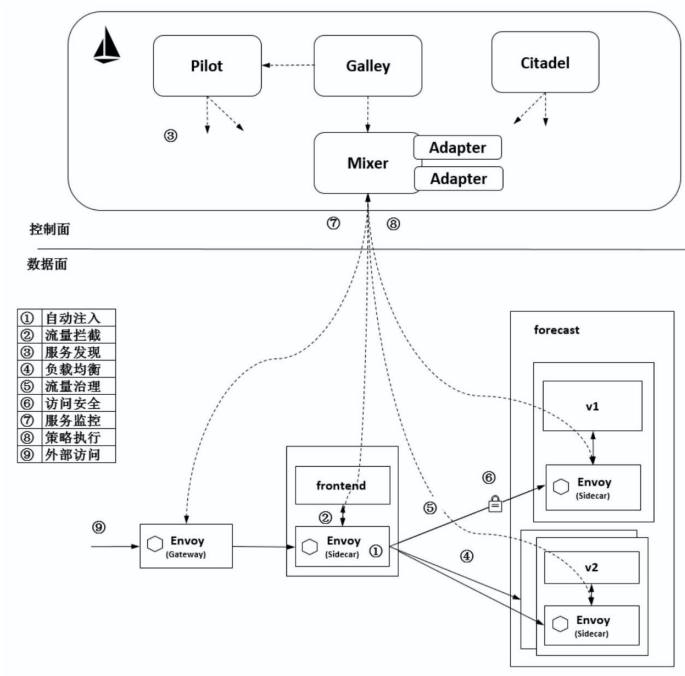 Pilot
Galley
Citadel
③
Mixer
Adapter
Adapter
⑦
⑧
控制面
数据面
① 自动注入
② 流量拦截
③ 服务发现
④ 负载均衡
⑤ 流量治理
⑥ 访问安全
⑦ 服务监控
⑧ 策略执行
⑨ 外部访问
forecast
v1
Envoy
(Sidecar)
⑥
frontend
②
⑤
⑨
Envoy
(Gateway)
Envoy
(Sidecar)
①
④
v2
Envoy
(Sidecar)